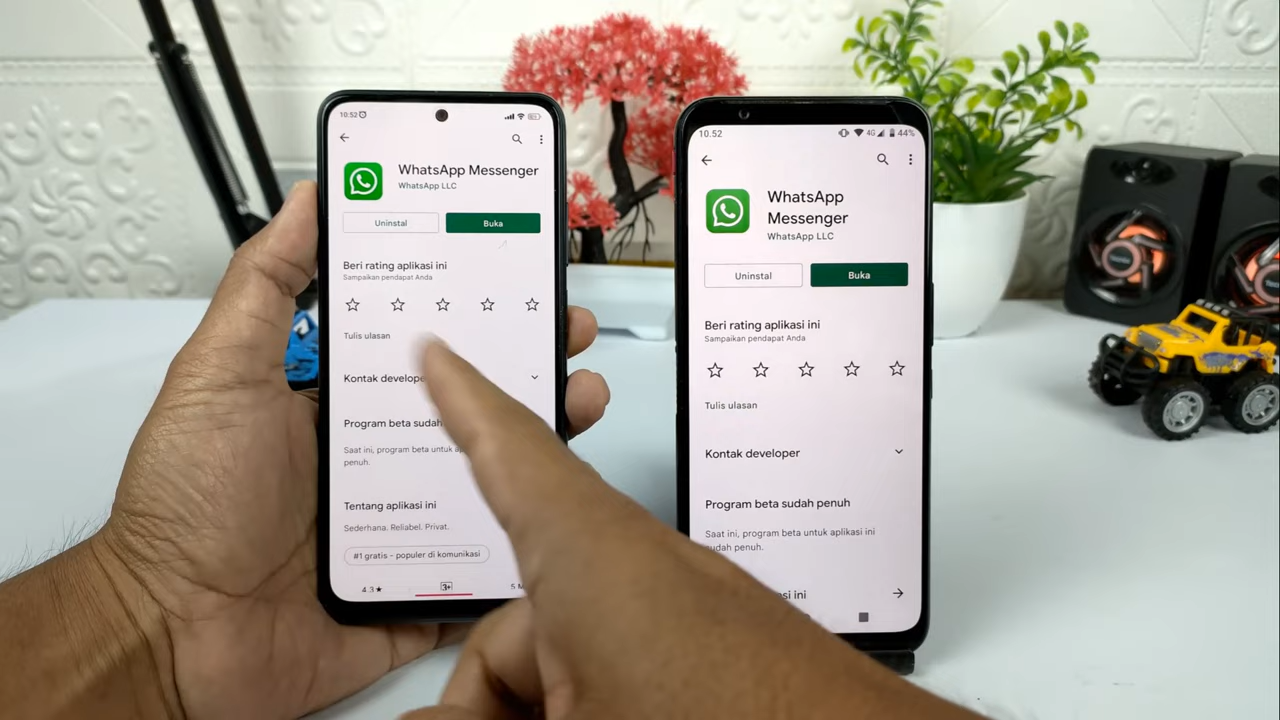 10:52
WhatsApp Messenger
WhatsApp LLC
Uninstal
Buka
Beri rating aplikasi ini
Sampaikan pendapat Anda
Tulis ulasan
Kontak develope
Program beta sudah
Saat ini, program beta untuk
penuh.
Tentang aplikasi ini
Sederhana. Reliabel. Privat.
#1 gratis – populer di komunikasi
4.3★
3+
10.52
4G
44%
WhatsApp
Messenger
WhatsApp LLC
Uninstal
Buka
Beri rating aplikasi ini
Sampaikan pendapat Anda
Tulis ulasan
Kontak developer
Program beta sudah penuh
Saat ini, program beta untuk aplikasi ini
sudah penuh.
ini